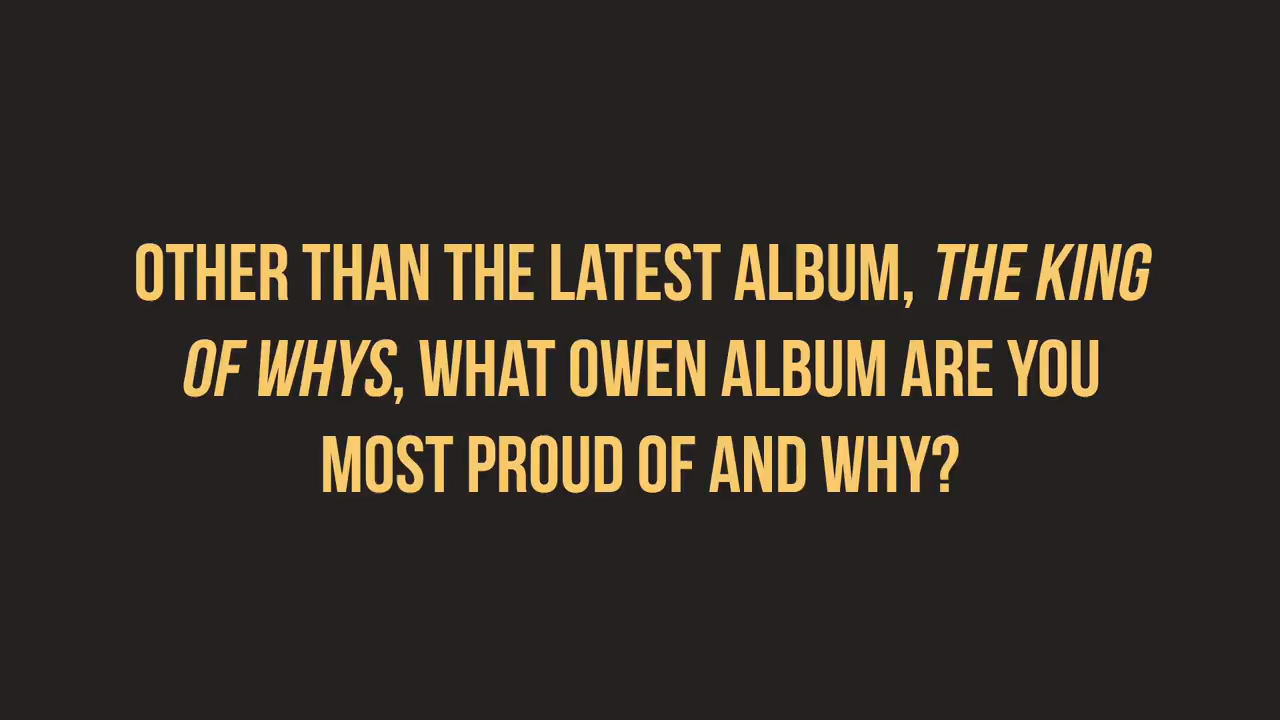 OTHER THAN THE LATEST ALBUM, THE KING
OF WHYS, WHAT OWEN ALBUM ARE YOU
MOST PROUD OF AND WHY?